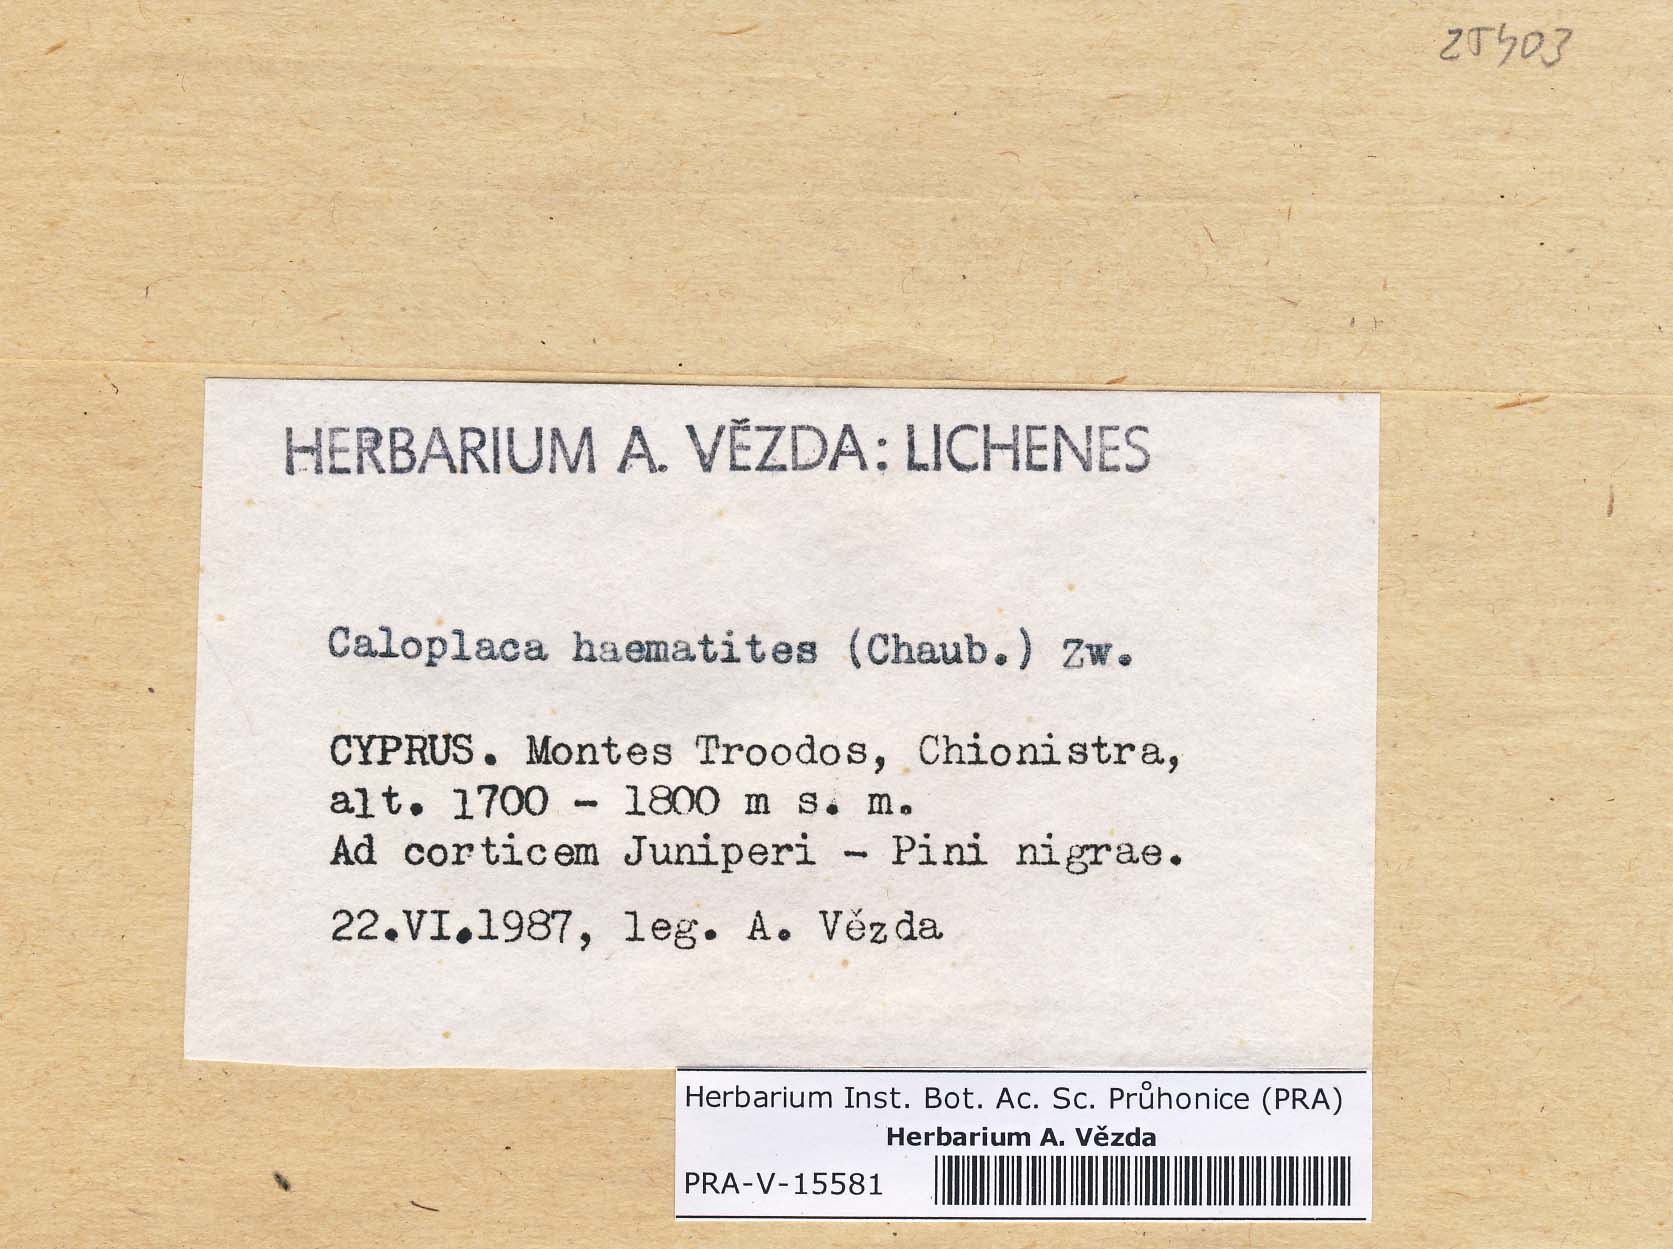 25403
HERBARIUM A. VĚZDA: LICHENES
Caloplaca haematites (Chaub.) Zw.
CYPRUS. Montes Troodos, Chionistra,
alt. 1700 - 1800 m s. m.
Ad corticem Juniperi - Pini nigrae.
22.VI.1987, leg. A. Vězda
Herbarium Inst. Bot. Ac. Sc. Průhonice (PRA)
Herbarium A. Vězda
PRA-V-15581